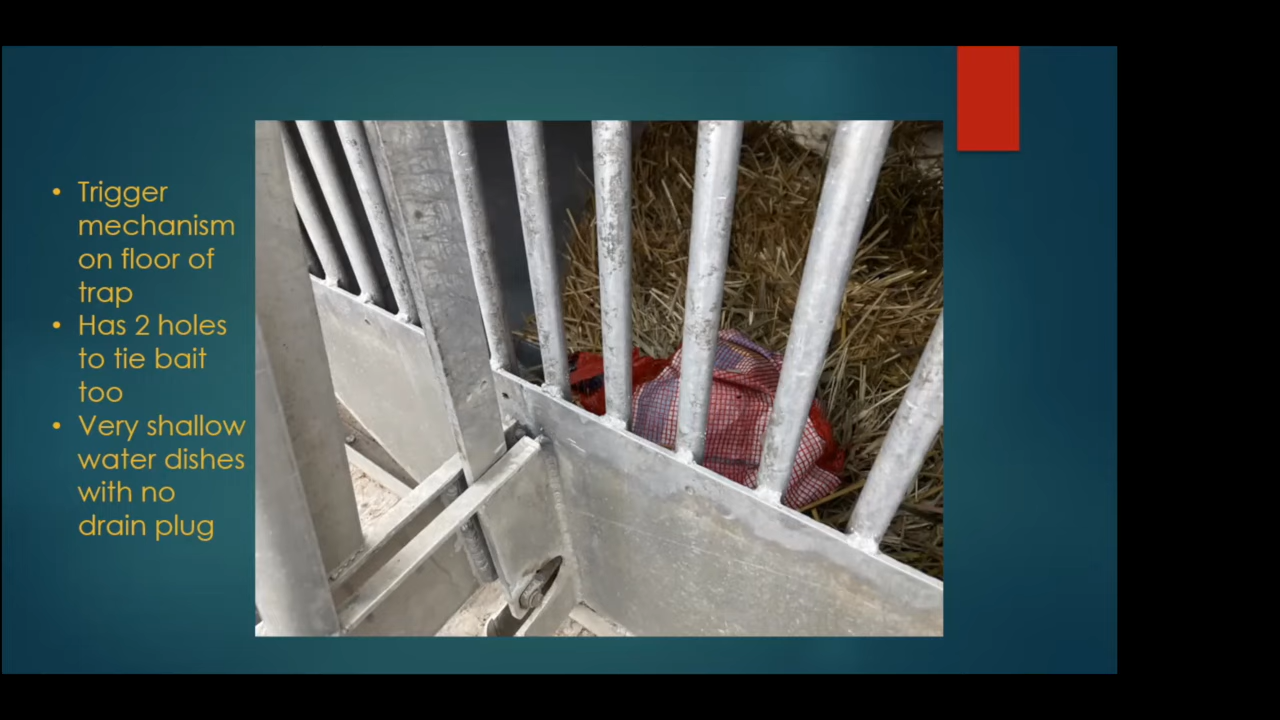 • Trigger
mechanism
on floor of
trap
• Has 2 holes
to tie bait
too
• Very shallow
water dishes
with no
drain plug